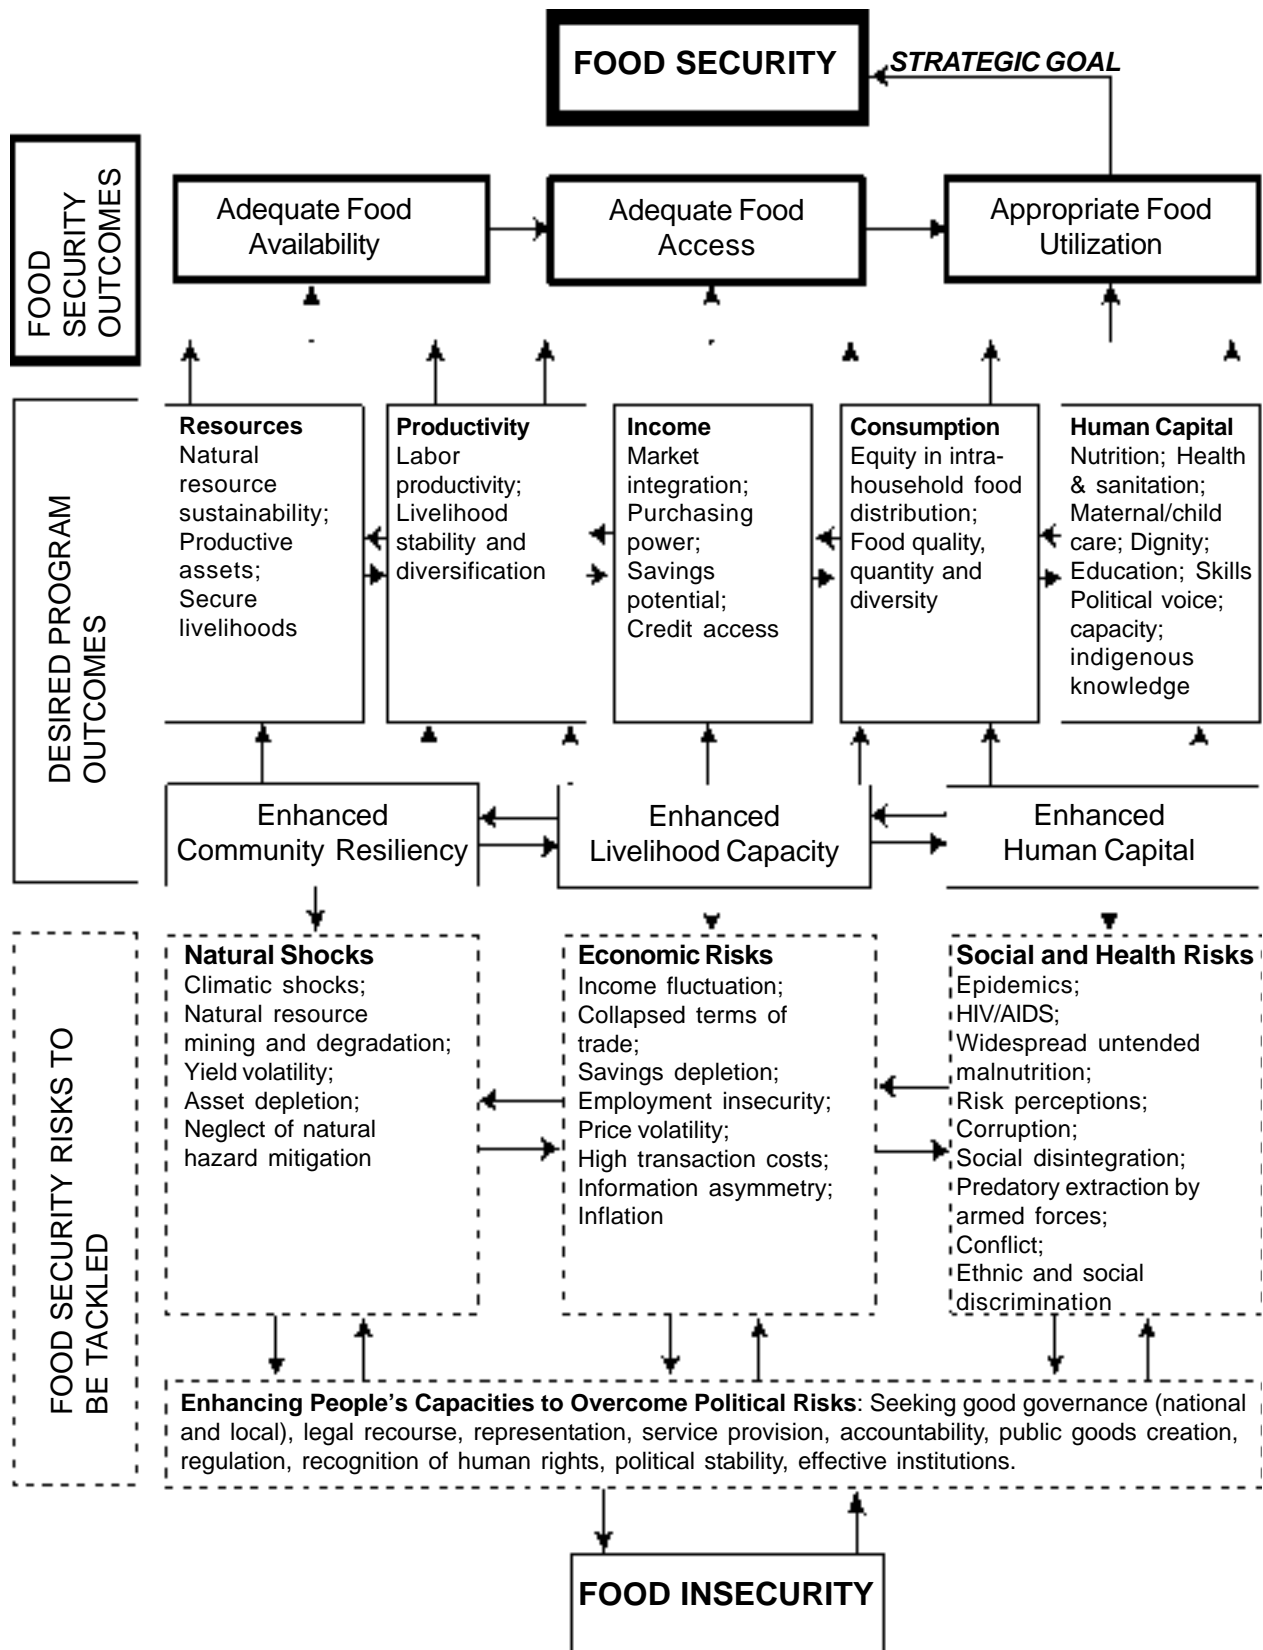 FOOD SECURITY
STRATEGIC GOAL
FOOD
SECURITY
OUTCOMES
Adequate Food
Availability
Adequate Food
Access
Appropriate Food
Utilization
DESIRED PROGRAM
OUTCOMES
Resources
Natural
resource
sustainability;
Productive
assets;
Secure
livelihoods
Productivity
Labor
productivity;
Livelihood
stability and
diversification
Income
Market
integration;
Purchasing
power;
Savings
potential;
Credit access
Consumption
Equity in intra-
household food
distribution;
Food quality,
quantity and
diversity
Human Capital
Nutrition; Health
& sanitation;
Maternal/child
care; Dignity;
Education; Skills
Political voice;
capacity;
indigenous
knowledge
Enhanced
Community Resiliency
Enhanced
Livelihood Capacity
Enhanced
Human Capital
FOOD SECURITY RISKS TO
BE TACKLED
Natural Shocks
Climatic shocks;
Natural resource
mining and degradation;
Yield volatility;
Asset depletion;
Neglect of natural
hazard mitigation
Economic Risks
Income fluctuation;
Collapsed terms of
trade;
Savings depletion;
Employment insecurity;
Price volatility;
High transaction costs;
Information asymmetry;
Inflation
Social and Health Risks
Epidemics;
HIV/AIDS;
Widespread untended
malnutrition;
Risk perceptions;
Corruption;
Social disintegration;
Predatory extraction by
armed forces;
Conflict;
Ethnic and social
discrimination
Enhancing People’s Capacities to Overcome Political Risks: Seeking good governance (national
and local), legal recourse, representation, service provision, accountability, public goods creation,
regulation, recognition of human rights, political stability, effective institutions.
FOOD INSECURITY